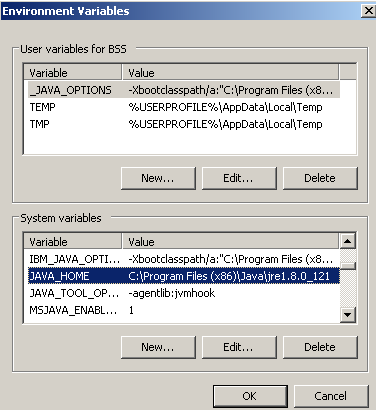 Environment Variables
User variables for BSS
Variable Value
_JAVA_OPTIONS -Xbootclasspath/a:"C:\Program Files (x8...
TEMP %USERPROFILE%\AppData\Local\Temp
TMP %USERPROFILE%\AppData\Local\Temp
New... Edit... Delete
System variables
Variable Value
IBM_JAVA_OPTI... -Xbootclasspath/a:"C:\Program Files (x8...
JAVA_HOME C:\Program Files (x86)\Java\jre1.8.0_121
JAVA_TOOL_OP... -agentlib:jvmhook
MSJAVA_ENABL... 1
New... Edit... Delete
OK Cancel